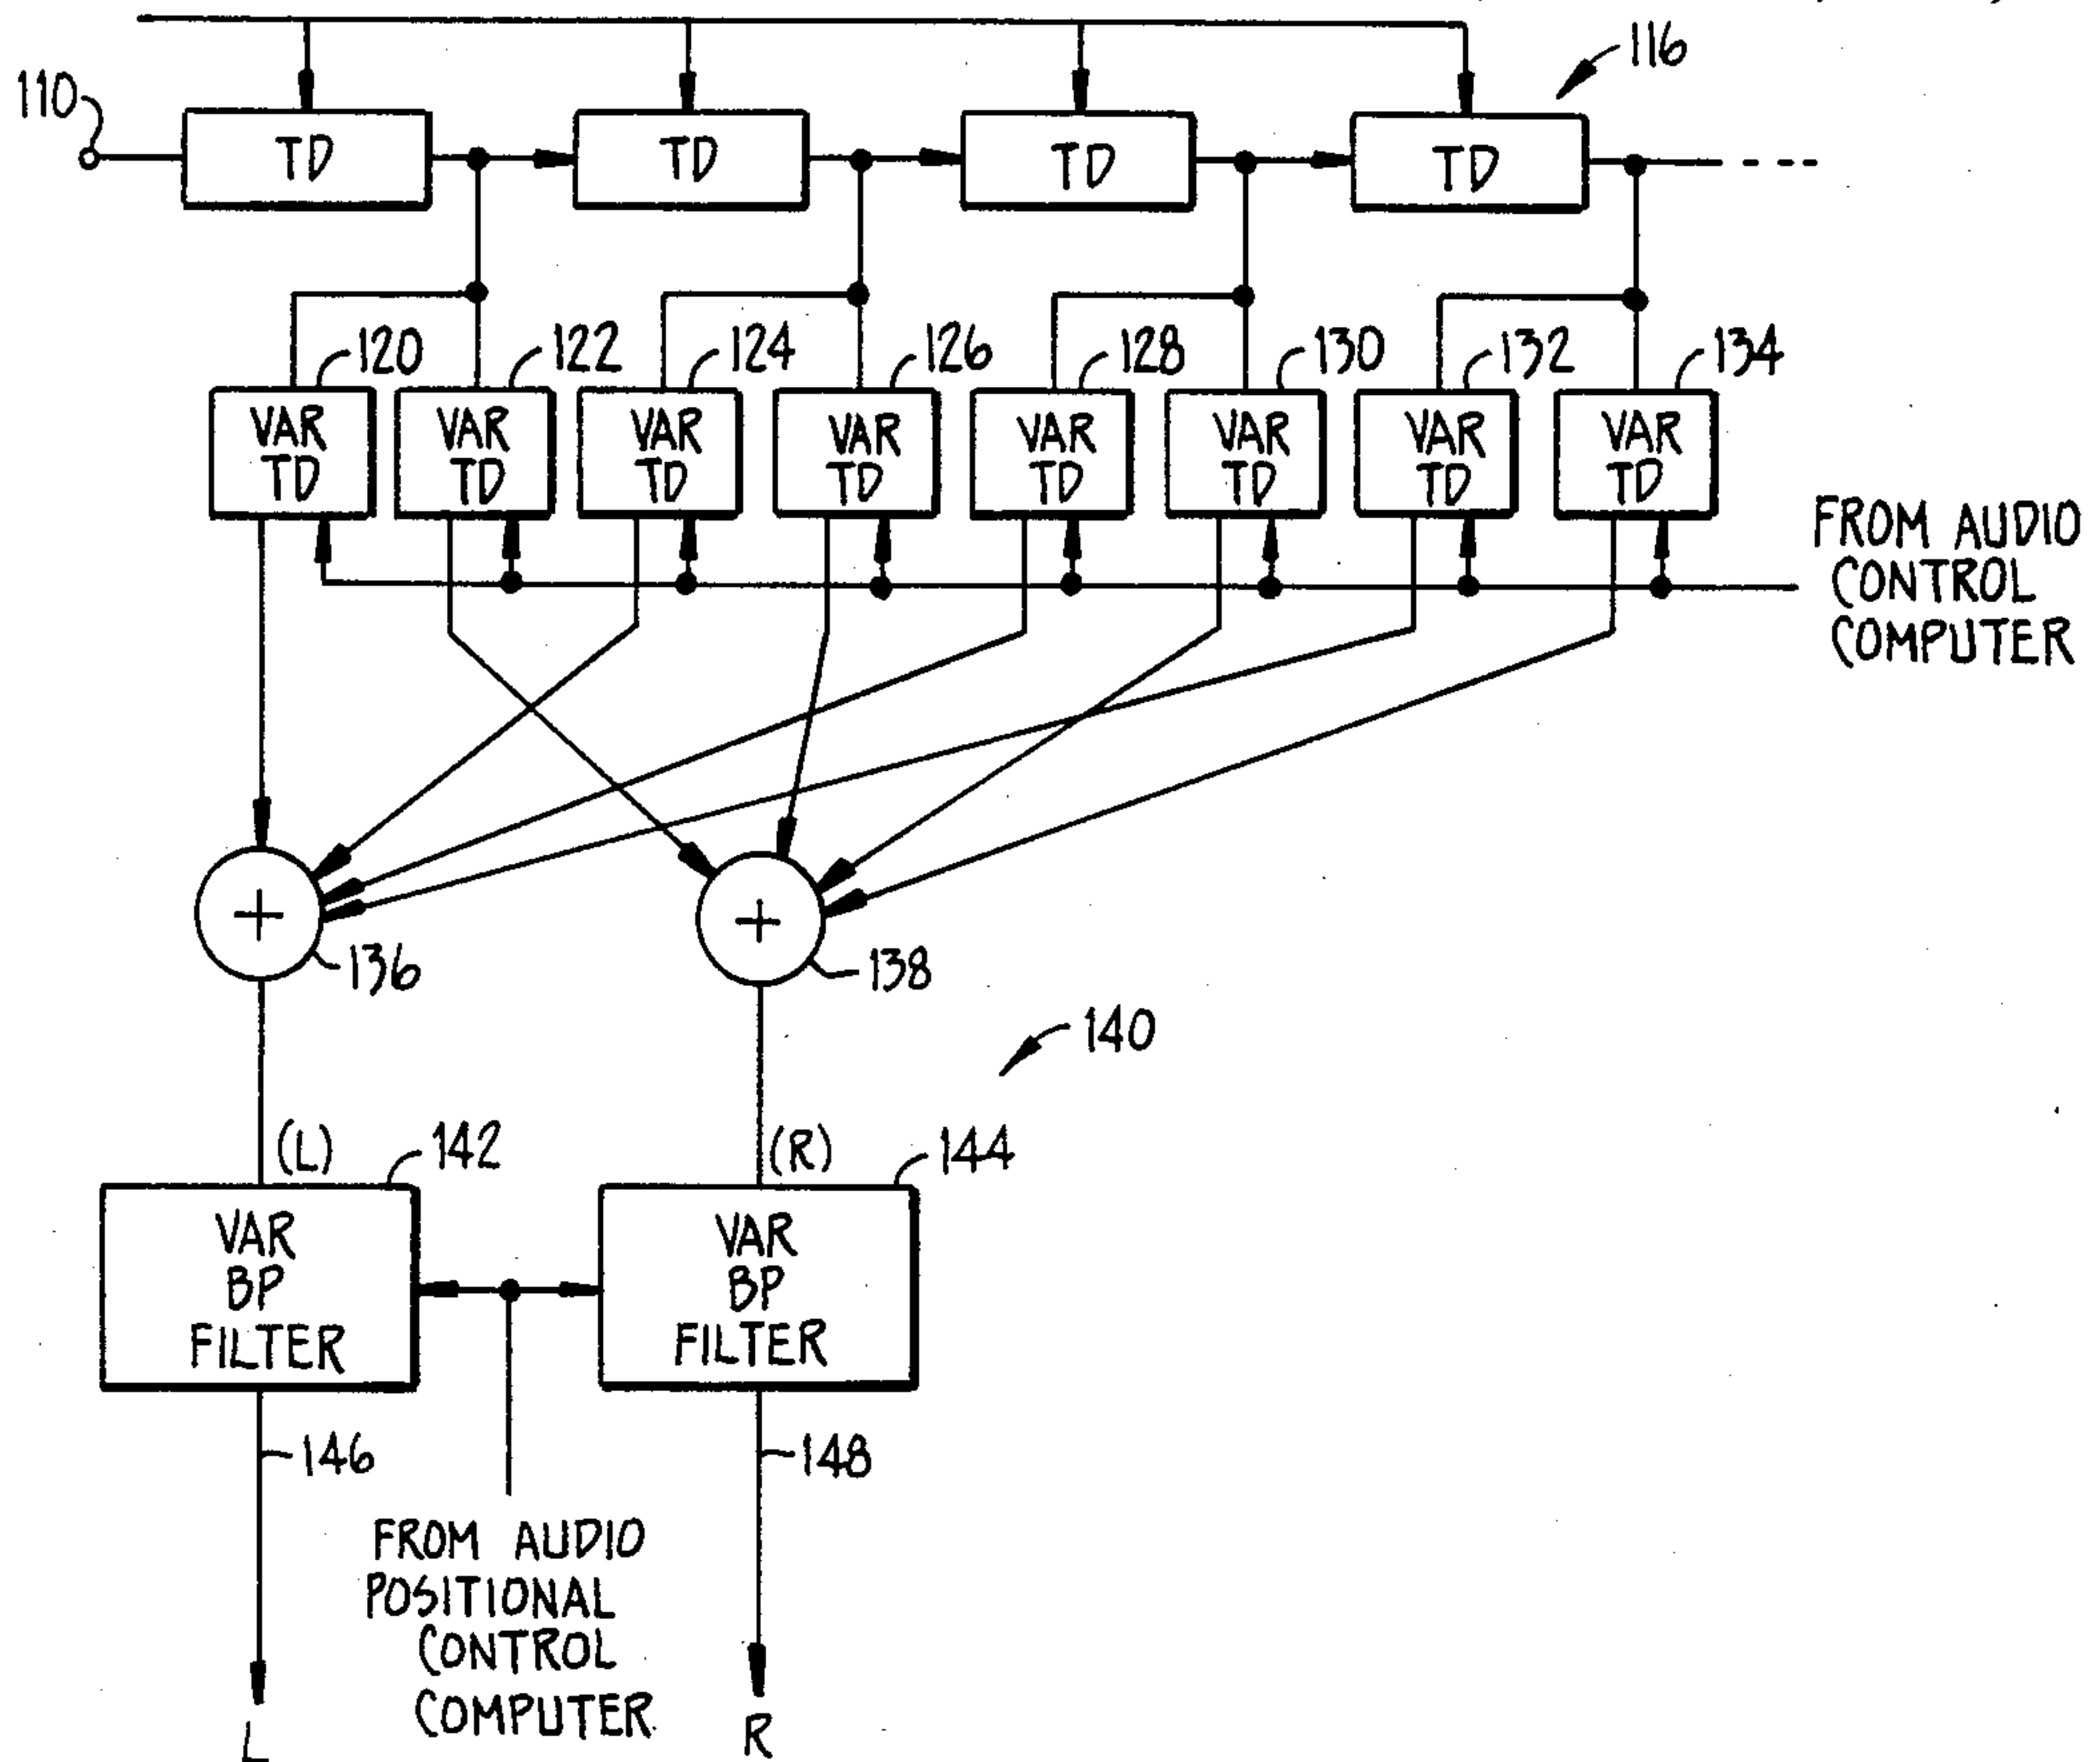 116
110
TD
TD
TD
TD
120
122
124
126
128
130
132
134
VAR
TD
VAR
TD
VAR
TD
VAR
TD
VAR
TD
VAR
TD
VAR
TD
VAR
TD
FROM AUDIO
CONTROL
COMPUTER
+
136
+
138
140
(L)
142
(R)
144
VAR
BP
FILTER
VAR
BP
FILTER
146
148
FROM AUDIO
POSITIONAL
CONTROL
COMPUTER
L
R